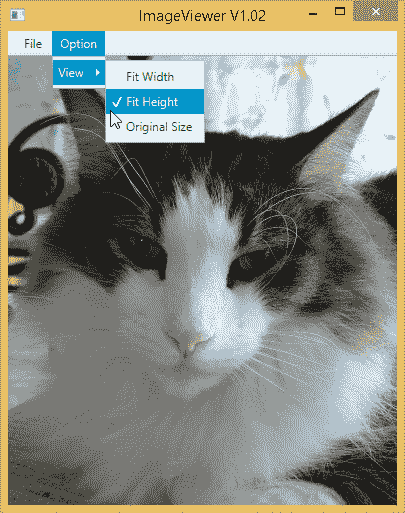 ImageViewer V1.02
File Option
View Fit Width
Fit Height
Original Size